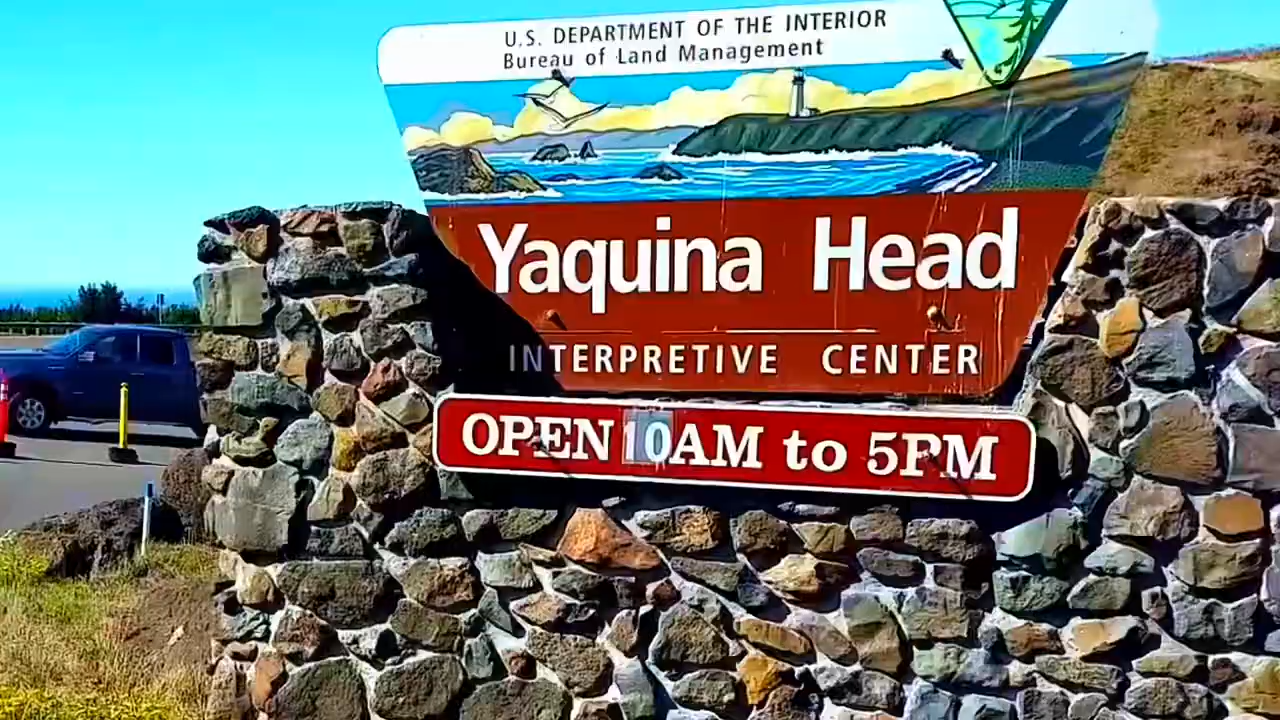 U.S. DEPARTMENT OF THE INTERIOR
Bureau of Land Management
Yaquina Head
INTERPRETIVE CENTER
OPEN 10AM to 5PM